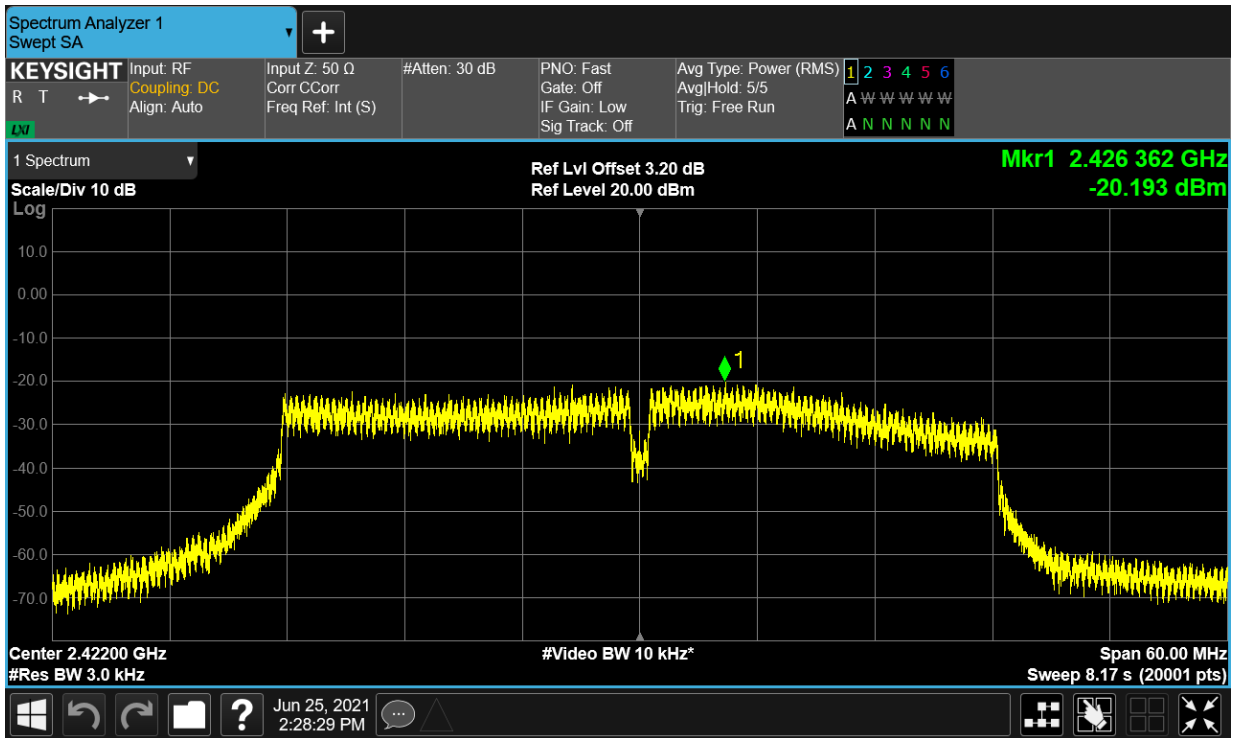 Spectrum Analyzer 1
Swept SA
▼
+
KEYSIGHT
R T
LXI
Input: RF
Coupling: DC
Align: Auto
Input Z: 50 Ω
Corr CCorr
Freq Ref: Int (S)
#Atten: 30 dB
PNO: Fast
Gate: Off
IF Gain: Low
Sig Track: Off
Avg Type: Power (RMS)
Avg|Hold: 5/5
Trig: Free Run
1 2 3 4 5 6
A W W W W W
A N N N N N
1 Spectrum ▼
Scale/Div 10 dB
Ref Lvl Offset 3.20 dB
Ref Level 20.00 dBm
Mkr1 2.426 362 GHz
-20.193 dBm
Log
10.0
0.00
-10.0
-20.0
-30.0
-40.0
-50.0
-60.0
-70.0
1
Center 2.42200 GHz
#Res BW 3.0 kHz
#Video BW 10 kHz*
Span 60.00 MHz
Sweep 8.17 s (20001 pts)
?
Jun 25, 2021
2:28:29 PM